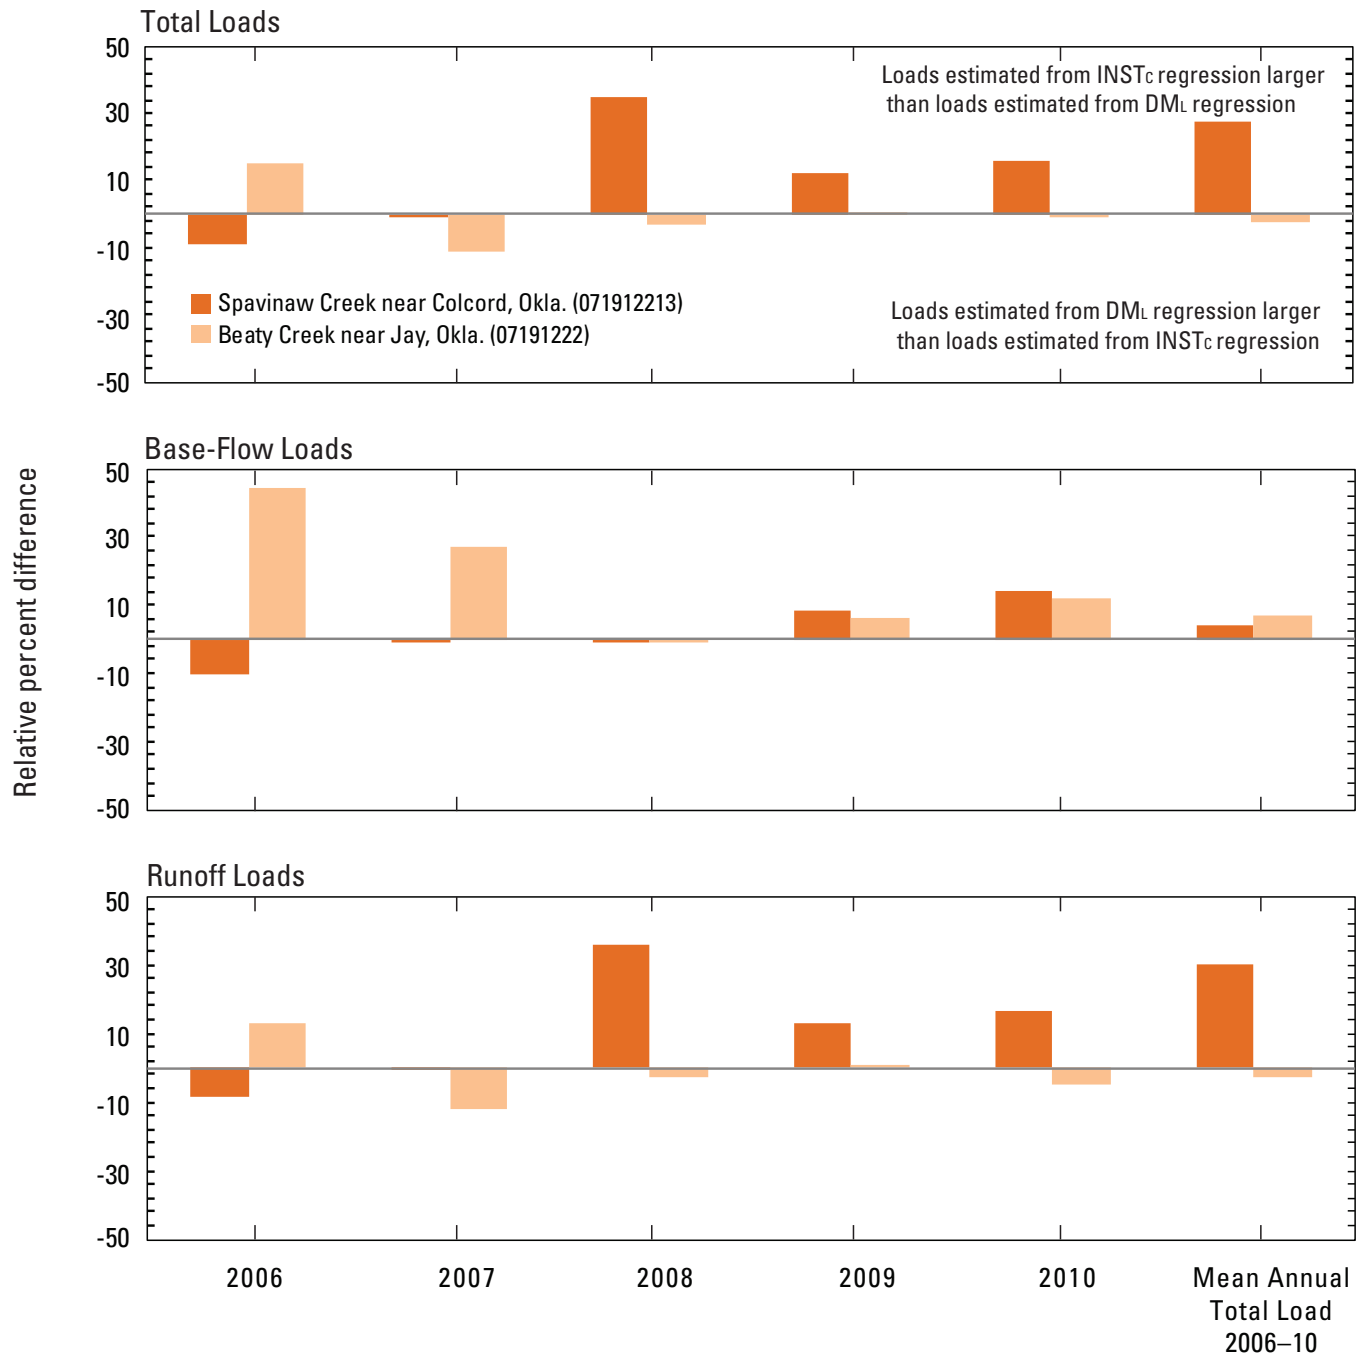 Total Loads
50
30
10
-10
-30
-50
Loads estimated from INSTc regression larger
than loads estimated from DML regression
Spavinaw Creek near Colcord, Okla. (071912213)
Beaty Creek near Jay, Okla. (07191222)
Loads estimated from DML regression larger
than loads estimated from INSTc regression
Relative percent difference
Base-Flow Loads
50
30
10
-10
-30
-50
Runoff Loads
50
30
10
-10
-30
-50
2006 2007 2008 2009 2010 Mean Annual
Total Load
2006–10